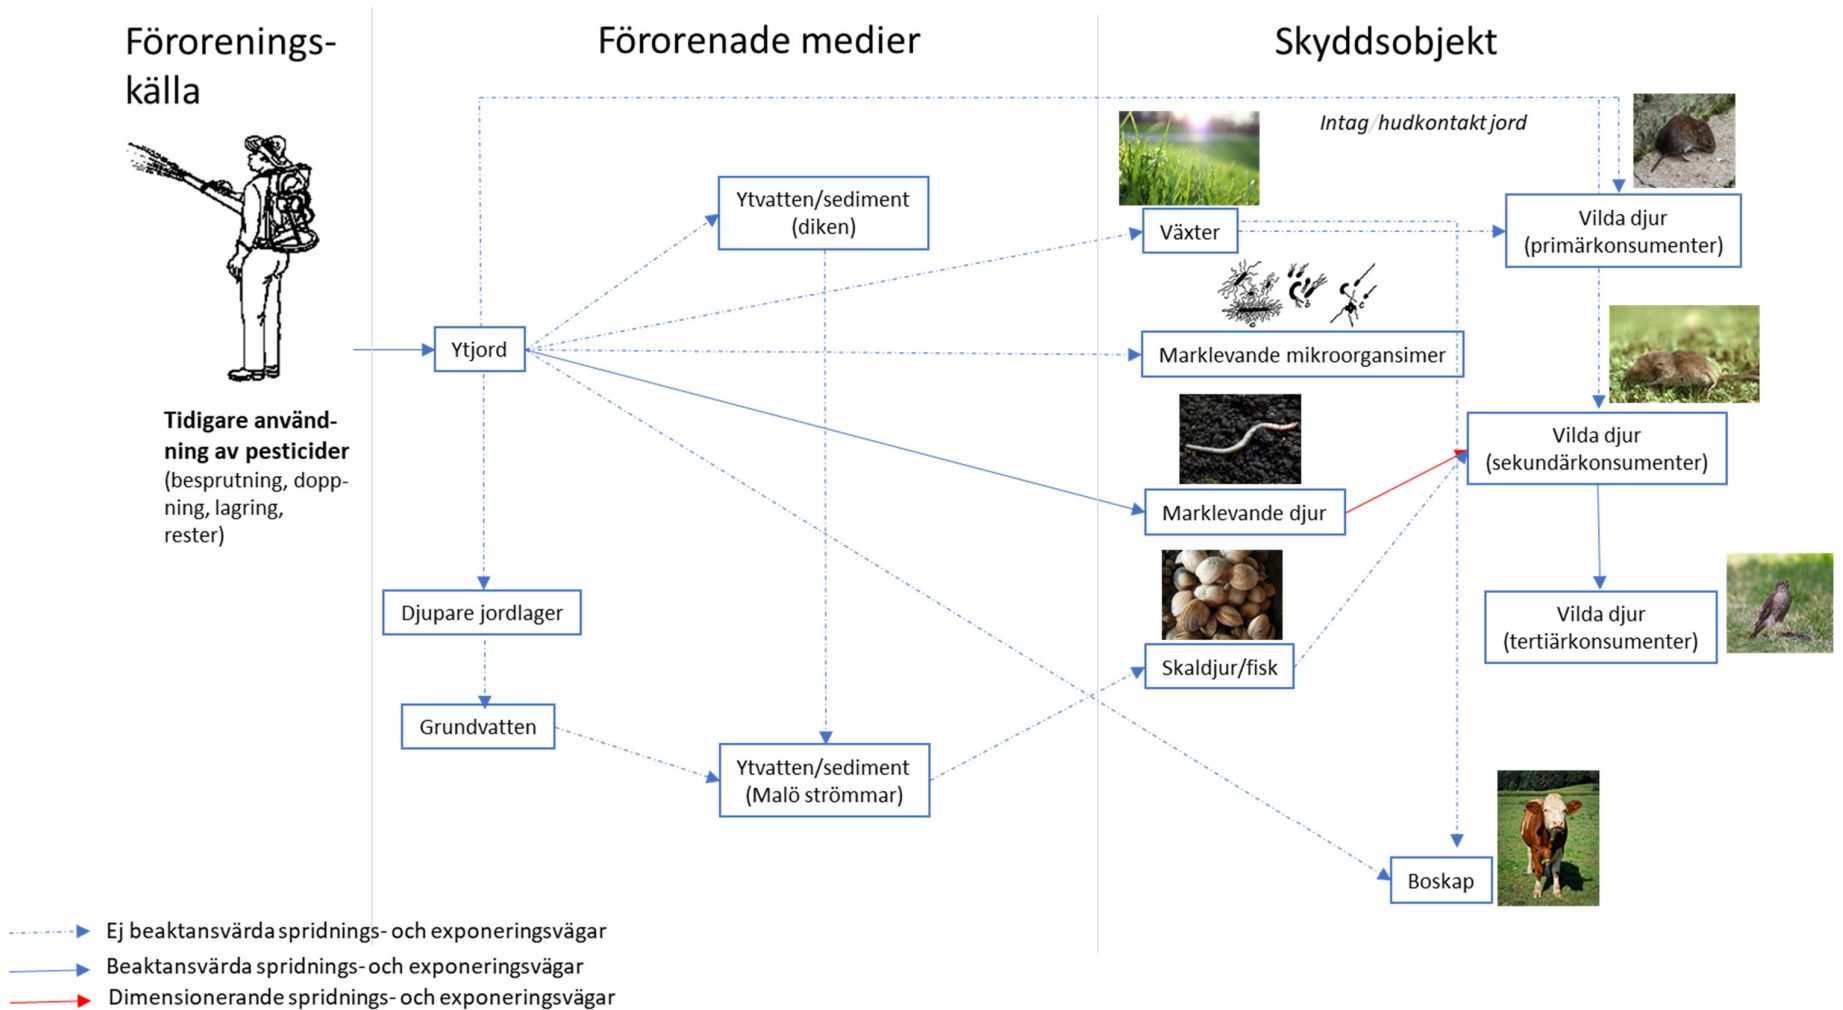 Förorenings-
källa
Förorenade medier
Skyddsobjekt
Intag/hudkontakt jord
Ytvatten/sediment
(diken)
Växter
Vilda djur
(primärkonsumenter)
Ytjord
Marklevande mikroorgansimer
Tidigare använd-
ning av pesticider
(besprutning, dopp-
ning, lagring,
rester)
Vilda djur
(sekundärkonsumenter)
Marklevande djur
Djupare jordlager
Vilda djur
(tertiärkonsumenter)
Skaldjur/fisk
Grundvatten
Ytvatten/sediment
(Malö strömmar)
Boskap
Ej beaktansvärda spridnings- och exponeringsvägar
Beaktansvärda spridnings- och exponeringsvägar
Dimensionerande spridnings- och exponeringsvägar